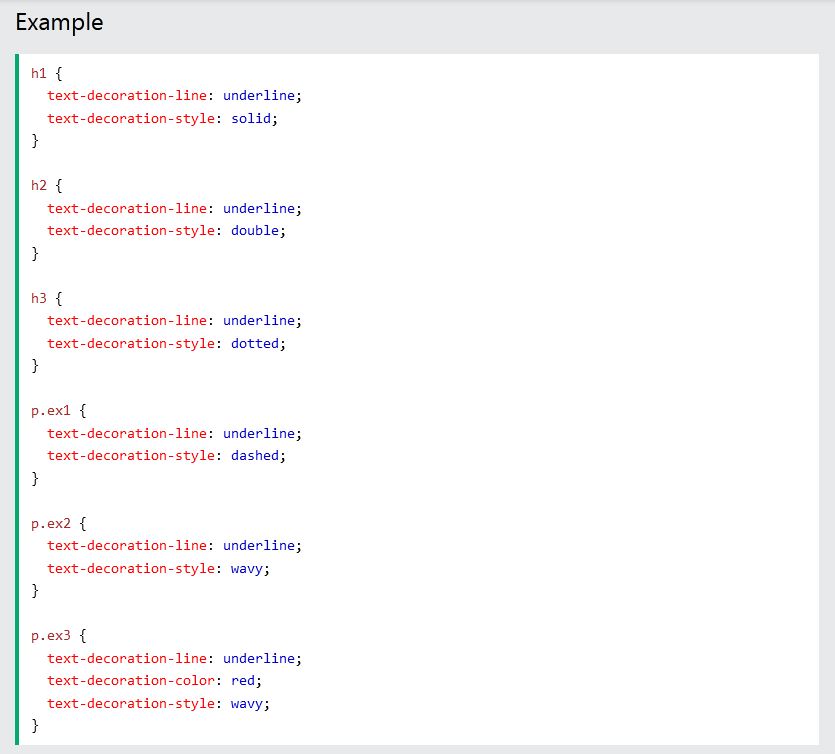 Example
h1 {
  text-decoration-line: underline;
  text-decoration-style: solid;
}
h2 {
  text-decoration-line: underline;
  text-decoration-style: double;
}
h3 {
  text-decoration-line: underline;
  text-decoration-style: dotted;
}
p.ex1 {
  text-decoration-line: underline;
  text-decoration-style: dashed;
}
p.ex2 {
  text-decoration-line: underline;
  text-decoration-style: wavy;
}
p.ex3 {
  text-decoration-line: underline;
  text-decoration-color: red;
  text-decoration-style: wavy;
}